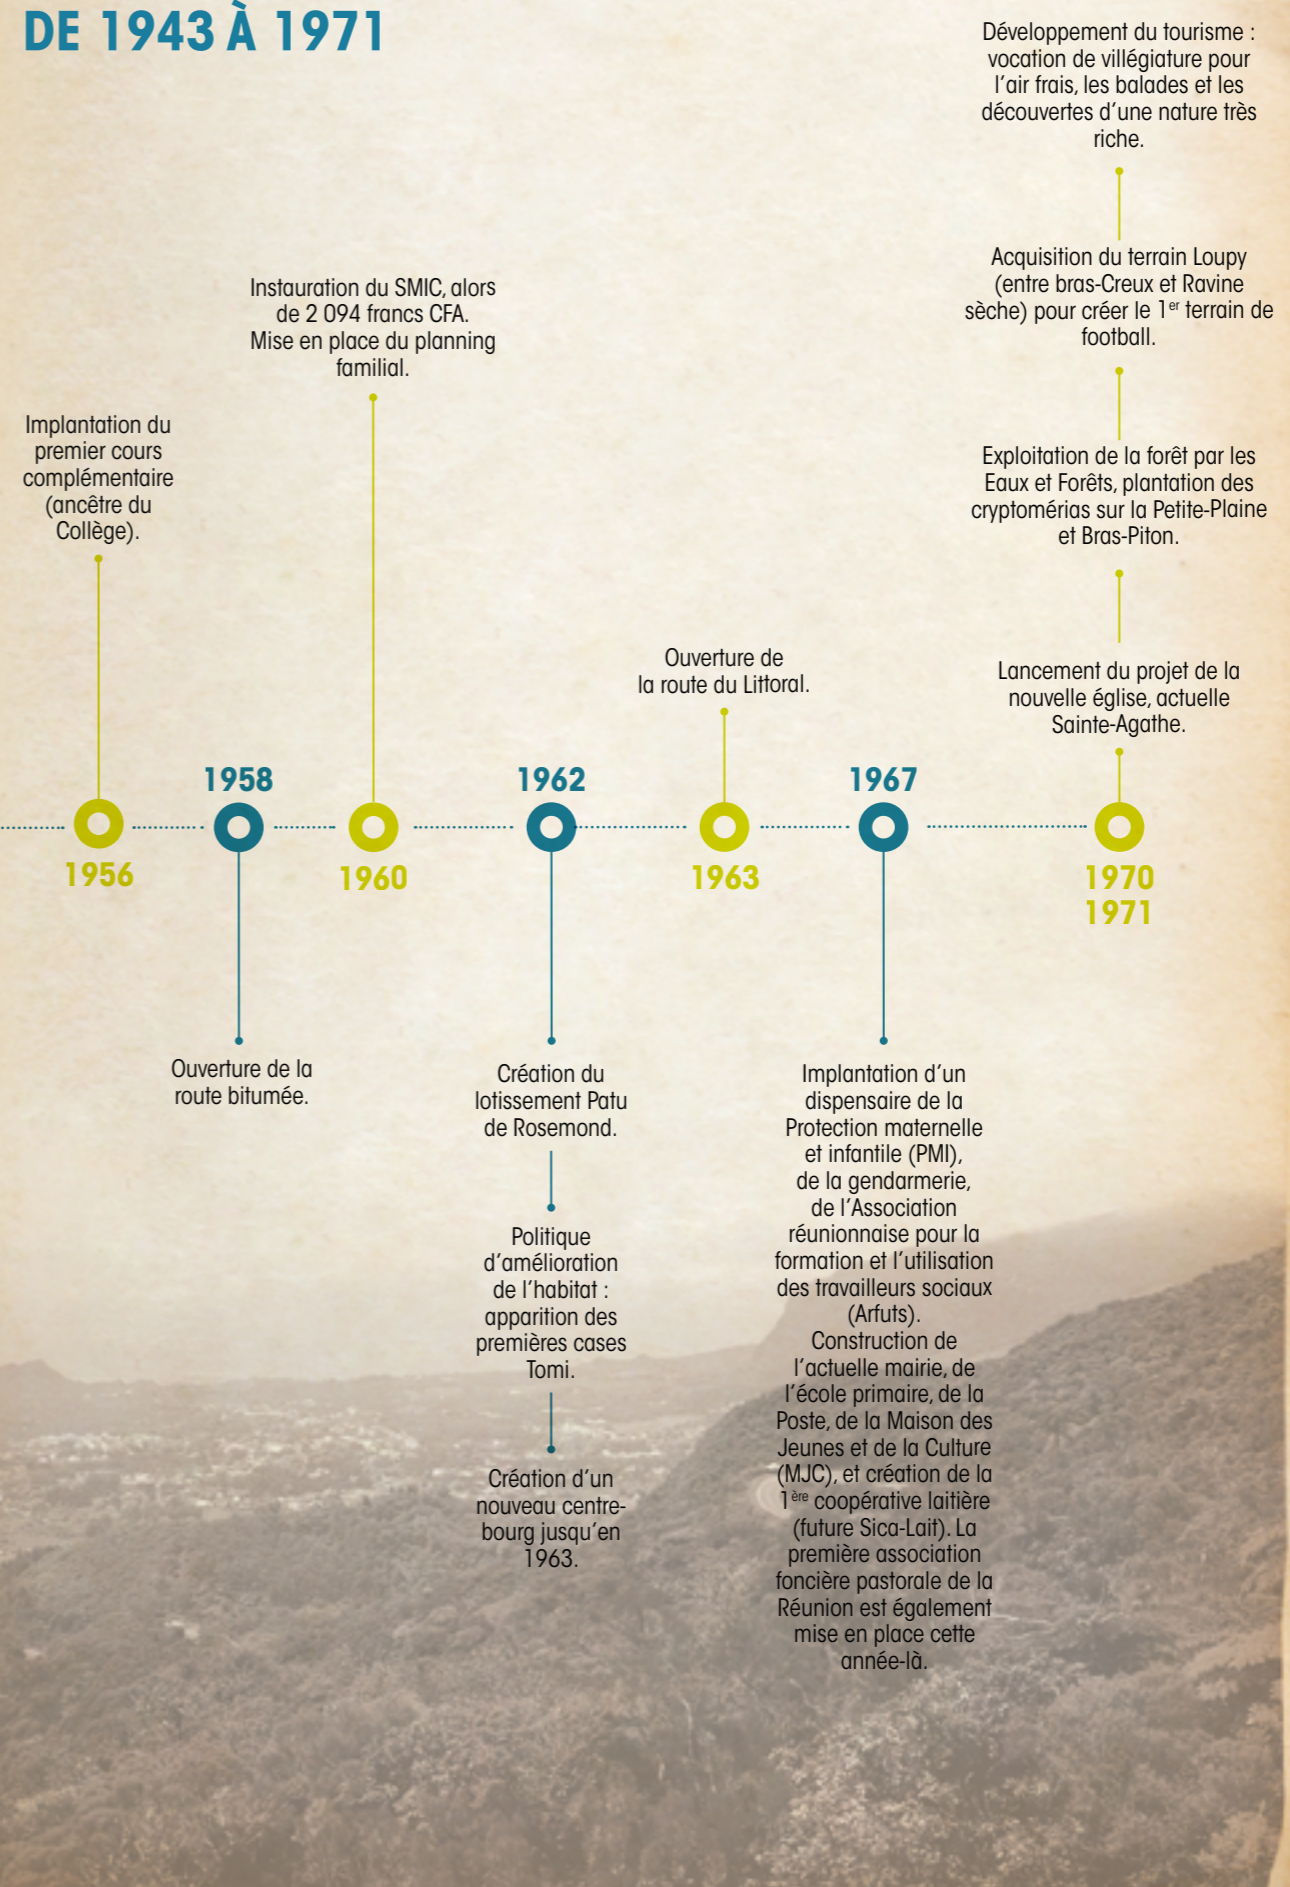 DE 1943 À 1971
Implantation du
premier cours
complémentaire
(ancêtre du
Collège).
1956
1958
Ouverture de la
route bitumée.
Instauration du SMIC, alors
de 2 094 francs CFA.
Mise en place du planning
familial.
1960
1962
Création du
lotissement Patu
de Rosemond.
Politique
d’amélioration
de l’habitat :
apparition des
premières cases
Tomi.
Création d’un
nouveau centre-
bourg jusqu’en
1963.
Ouverture de
la route du Littoral.
1963
1967
Implantation d’un
dispensaire de la
Protection maternelle
et infantile (PMI),
de la gendarmerie,
de l’Association
réunionnaise pour la
formation et l’utilisation
des travailleurs sociaux
(Arfuts).
Construction de
l’actuelle mairie, de
l’école primaire, de la
Poste, de la Maison des
Jeunes et de la Culture
(MJC), et création de la
1ère coopérative laitière
(future Sica-Lait). La
première association
foncière pastorale de la
Réunion est également
mise en place cette
année-là.
Développement du tourisme :
vocation de villégiature pour
l’air frais, les balades et les
découvertes d’une nature très
riche.
Acquisition du terrain Loupy
(entre bras-Creux et Ravine
sèche) pour créer le 1er terrain de
football.
Exploitation de la forêt par les
Eaux et Forêts, plantation des
cryptomérias sur la Petite-Plaine
et Bras-Piton.
Lancement du projet de la
nouvelle église, actuelle
Sainte-Agathe.
1970
1971